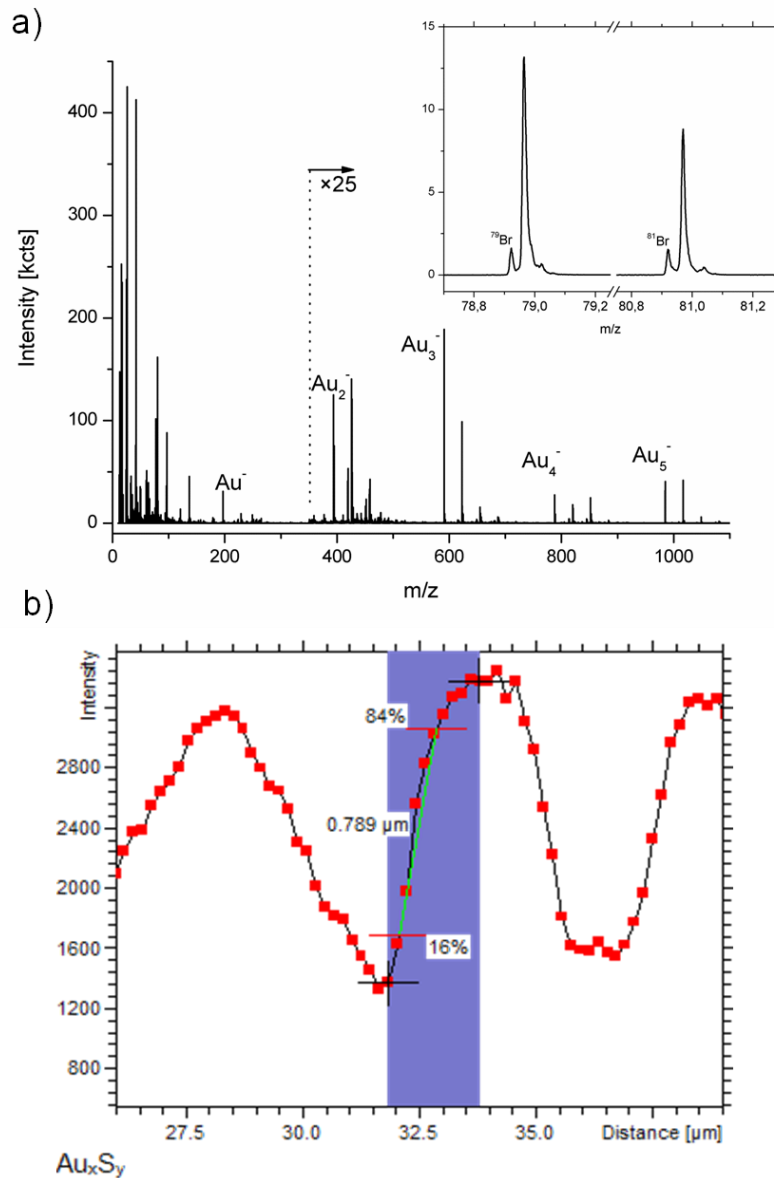 a)
Intensity [kcts]
400
300
200
100
0
×25
Au⁻
Au₂⁻
Au₃⁻
Au₄⁻
Au₅⁻
0 200 400 600 800 1000
m/z
15
10
5
0
⁷⁹Br
⁸¹Br
78,8 79,0 79,2 80,8 81,0 81,2
m/z
b)
Intensity
2800
2400
2000
1600
1200
800
84%
0.789 µm
16%
27.5 30.0 32.5 35.0 Distance [µm]
AuₓSᵧ